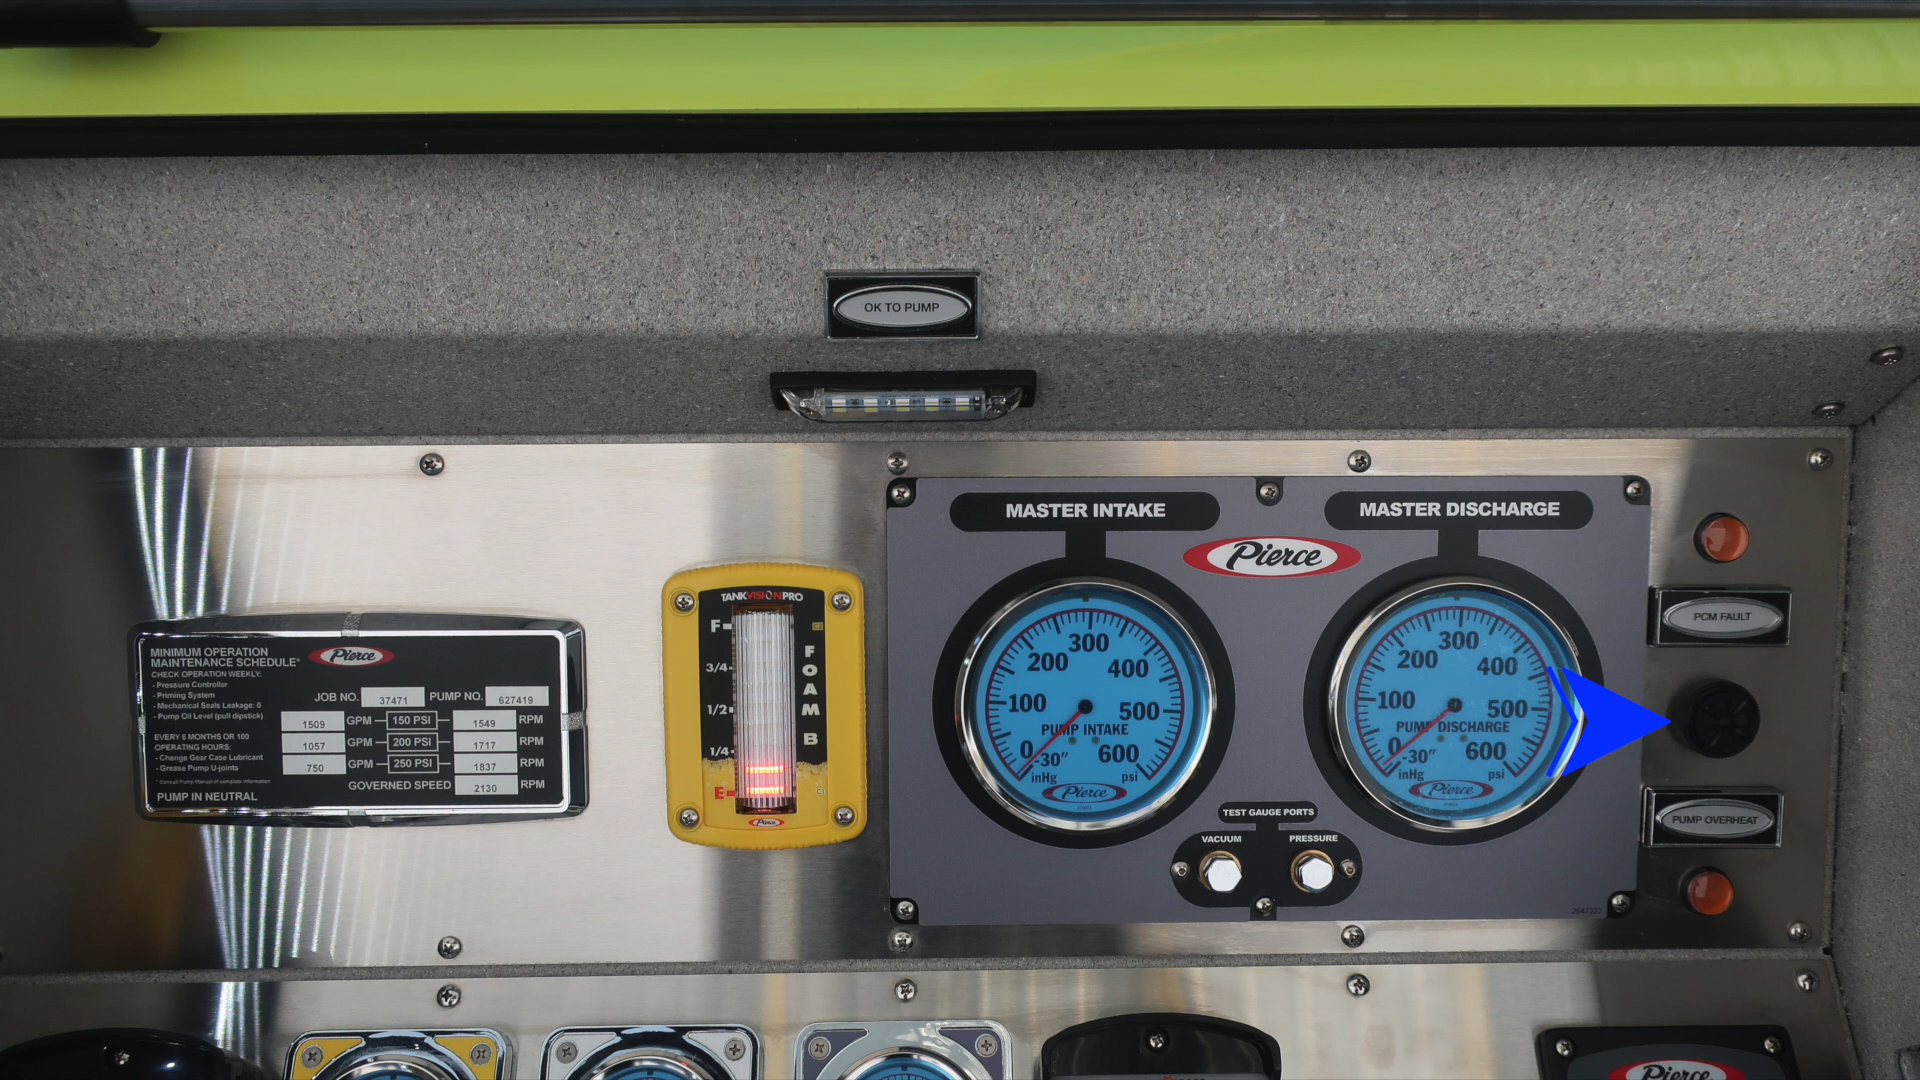 OK TO PUMP
MINIMUM OPERATION
MAINTENANCE SCHEDULE*
Pierce
CHECK OPERATION WEEKLY:
- Pressure Controller
- Priming System
- Mechanical Seals Leakage: 0
- Pump Oil Level (pull dipstick)
EVERY 6 MONTHS OR 100
OPERATING HOURS:
- Change Gear Case Lubricant
- Grease Pump U-joints
* Consult Pump Manual of complete information
PUMP IN NEUTRAL
JOB NO. 37471 PUMP NO. 627419
1509 GPM 150 PSI 1549 RPM
1057 GPM 200 PSI 1717 RPM
750 GPM 250 PSI 1837 RPM
GOVERNED SPEED 2130 RPM
TANKVISION PRO
F
3/4
1/2
1/4
E
FOAM B
Pierce
MASTER INTAKE
MASTER DISCHARGE
Pierce
0 100 200 300 400 500 600
PUMP INTAKE
-30"
inHg
psi
Pierce
0 100 200 300 400 500 600
PUMP DISCHARGE
-30"
inHg
psi
Pierce
TEST GAUGE PORTS
VACUUM
PRESSURE
PCM FAULT
PUMP OVERHEAT
Pierce